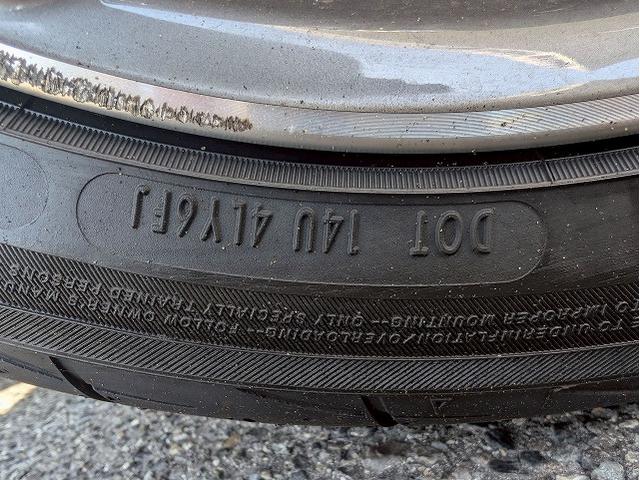 TO UNDERINFLATION/OVERLOADING-- FOLLOW OWNER'S MANU
TO IMPROPER MOUNTING-- ONLY SPECIALLY TRAINED PERSONS
DOT 14U 4LY6FJ